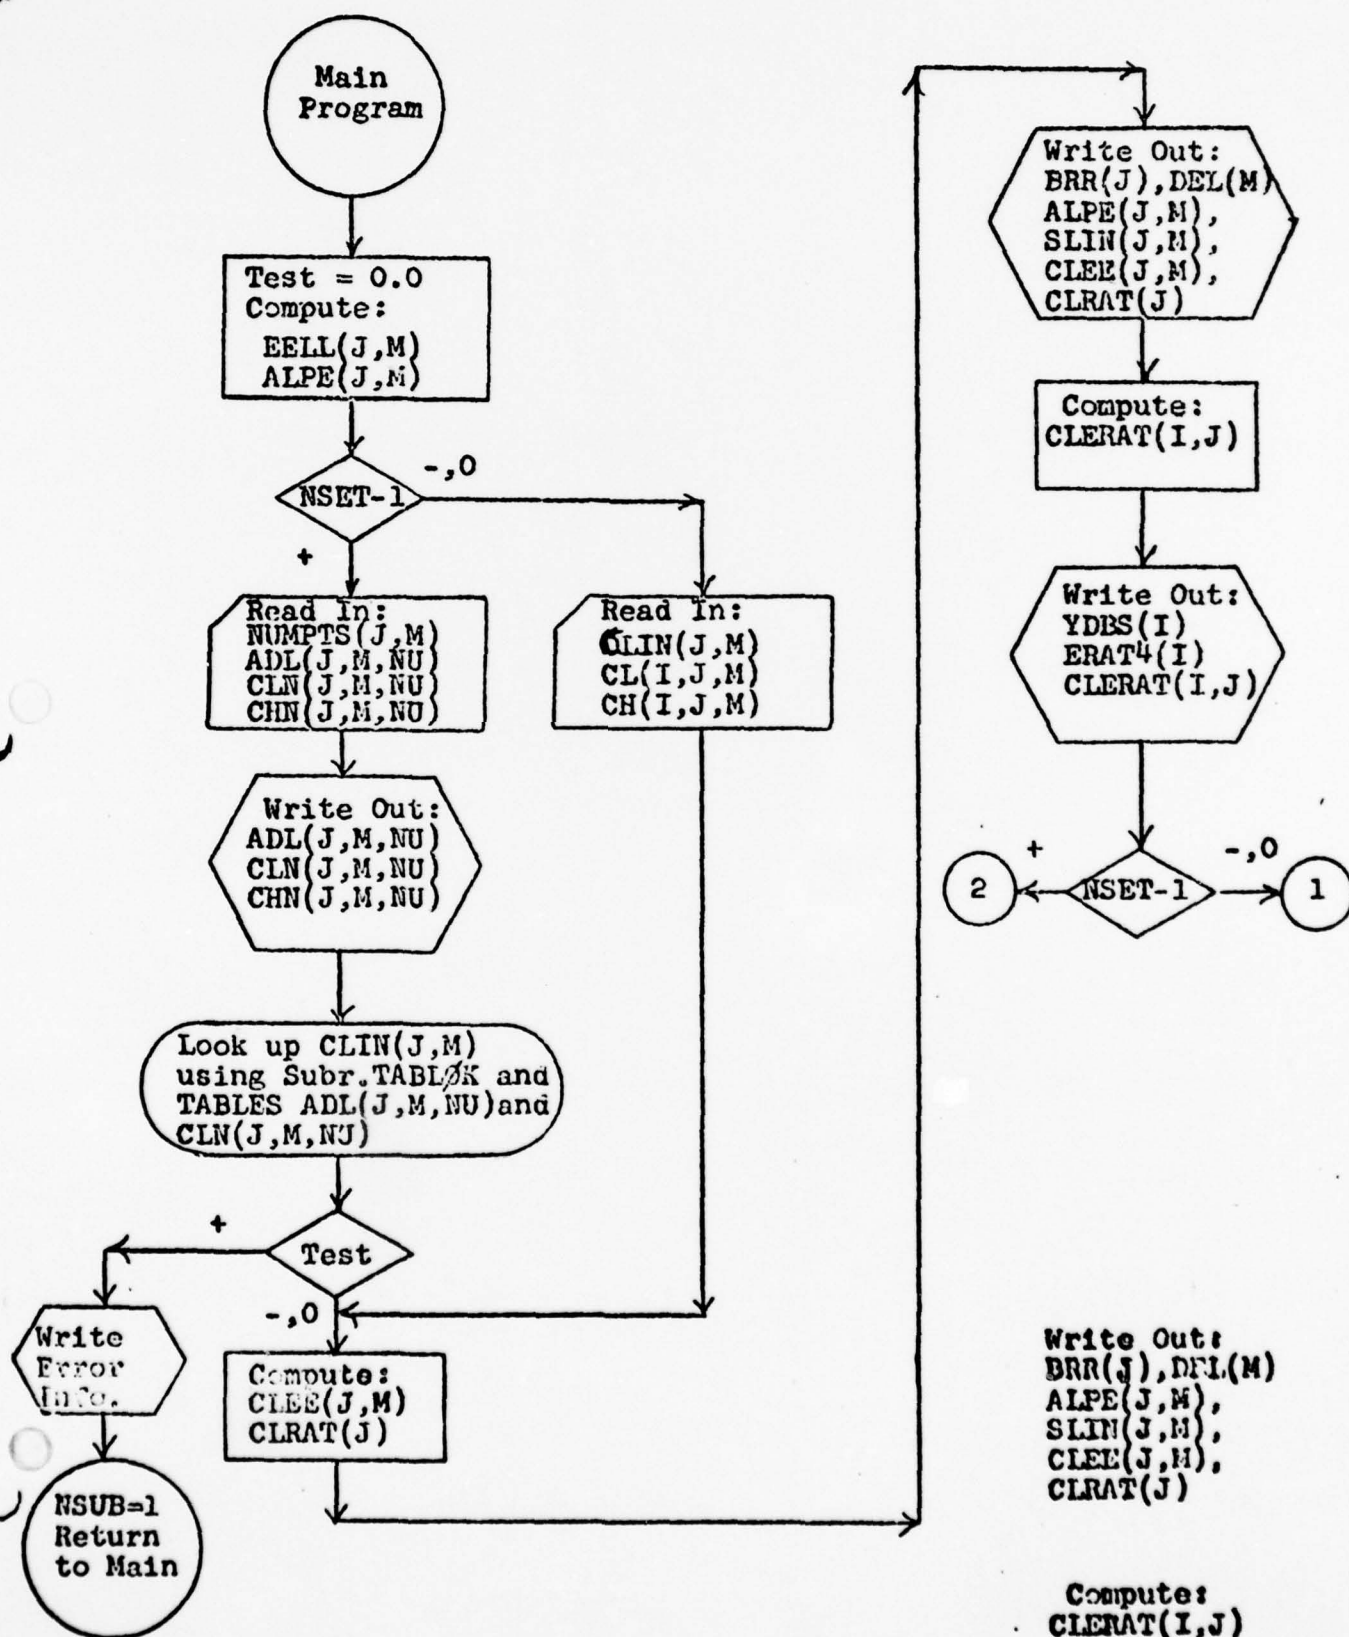 Main
Program
Test = 0.0
Compute:
EELL(J,M)
ALPE(J,M)
-,0
NSET-1
+
Read In:
NUMPTS(J,M)
ADL(J,M,NU)
CLN(J,M,NU)
CHN(J,M,NU)
Read In:
CLIN(J,M)
CL(I,J,M)
CH(I,J,M)
Write Out:
ADL(J,M,NU)
CLN(J,M,NU)
CHN(J,M,NU)
Look up CLIN(J,M)
using Subr.TABLØK and
TABLES ADL(J,M,NU)and
CLN(J,M,NU)
+
Test
-,0
Write
Error
Info.
Compute:
CLEE(J,M)
CLRAT(J)
NSUB=1
Return
to Main
Write Out:
BRR(J),DEL(M)
ALPE(J,M),
SLIN(J,M),
CLEE(J,M),
CLRAT(J)
Compute:
CLERAT(I,J)
Write Out:
YDBS(I)
ERAT4(I)
CLERAT(I,J)
+
-,0
2
NSET-1
1
Write Out:
BRR(J),DEL(M)
ALPE(J,M),
SLIN(J,M),
CLEE(J,M),
CLRAT(J)
Compute:
CLERAT(I,J)